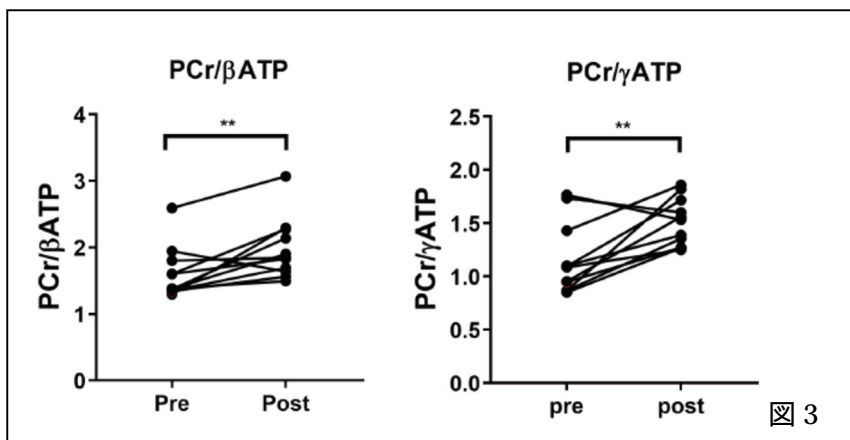 PCr/βATP
**
PCr/βATP
4
3
2
1
0
Pre
Post
PCr/γATP
**
PCr/γATP
2.5
2.0
1.5
1.0
0.5
0.0
pre
post
図 3